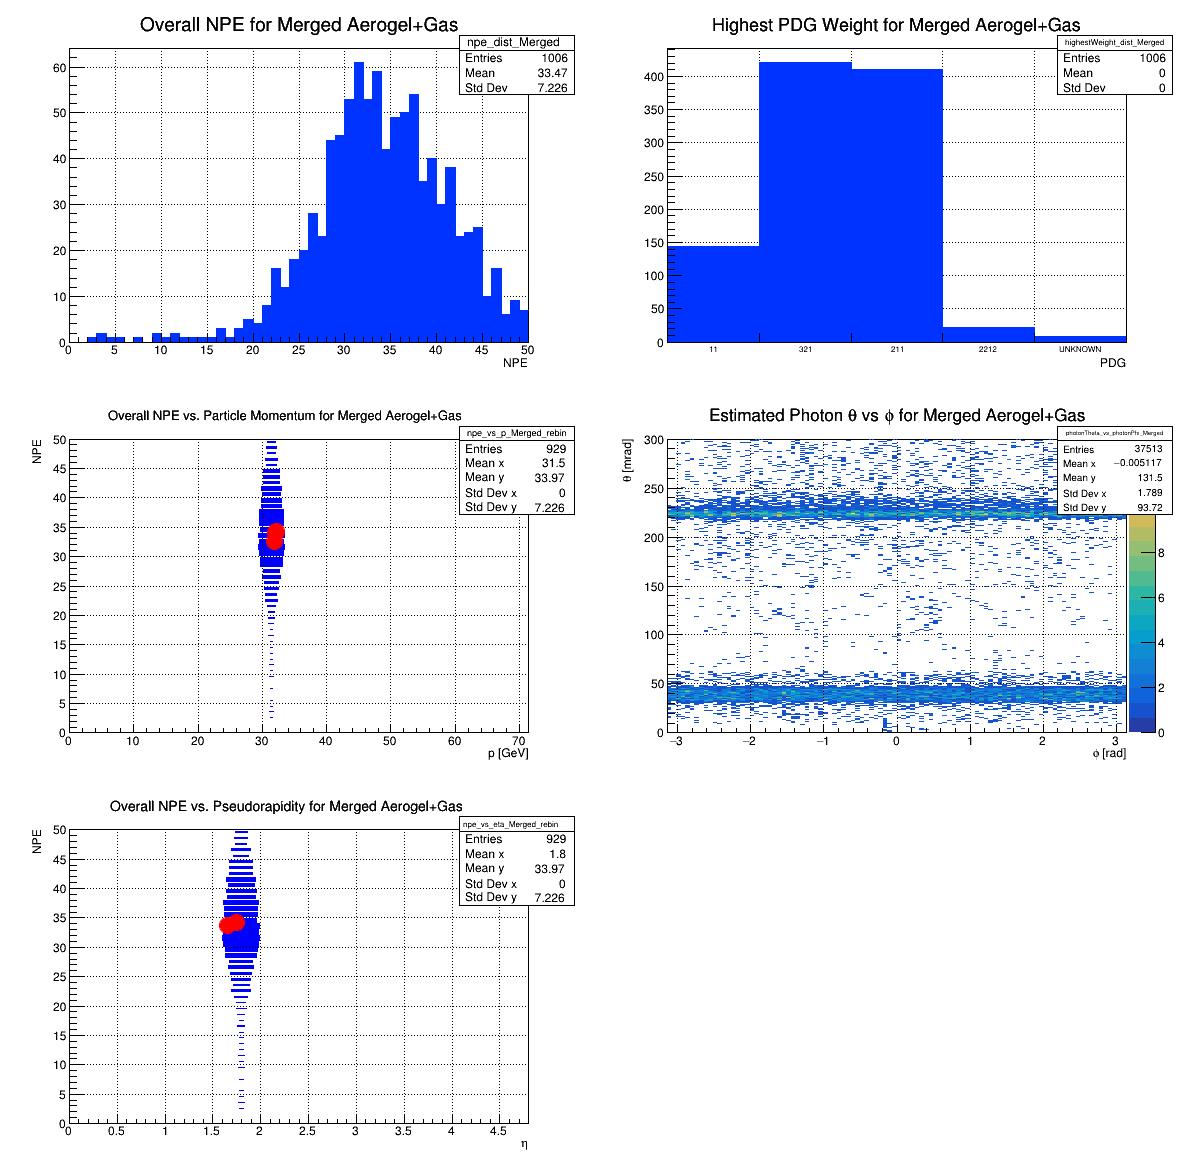 Overall NPE for Merged Aerogel+Gas
npe_dist_Merged
Entries 1006
Mean 33.47
Std Dev 7.226
60
50
40
30
20
10
0
0 5 10 15 20 25 30 35 40 45 50
NPE
Highest PDG Weight for Merged Aerogel+Gas
highestWeight_dist_Merged
Entries 1006
Mean 0
Std Dev 0
400
350
300
250
200
150
100
50
0
11 321 211 2212 UNKNOWN
PDG
Overall NPE vs. Particle Momentum for Merged Aerogel+Gas
NPE
npe_vs_p_Merged_rebin
Entries 929
Mean x 31.5
Mean y 33.97
Std Dev x 0
Std Dev y 7.226
50
45
40
35
30
25
20
15
10
5
0
0 10 20 30 40 50 60 70
p [GeV]
Estimated Photon θ vs ϕ for Merged Aerogel+Gas
θ [mrad]
photonTheta_vs_photonPhi_Merged
Entries 37513
Mean x −0.005117
Mean y 131.5
Std Dev x 1.789
Std Dev y 93.72
300
250
200
150
100
50
0
8
6
4
2
0
−3 −2 −1 0 1 2 3
ϕ [rad]
Overall NPE vs. Pseudorapidity for Merged Aerogel+Gas
NPE
npe_vs_eta_Merged_rebin
Entries 929
Mean x 1.8
Mean y 33.97
Std Dev x 0
Std Dev y 7.226
50
45
40
35
30
25
20
15
10
5
0
0 0.5 1 1.5 2 2.5 3 3.5 4 4.5
η